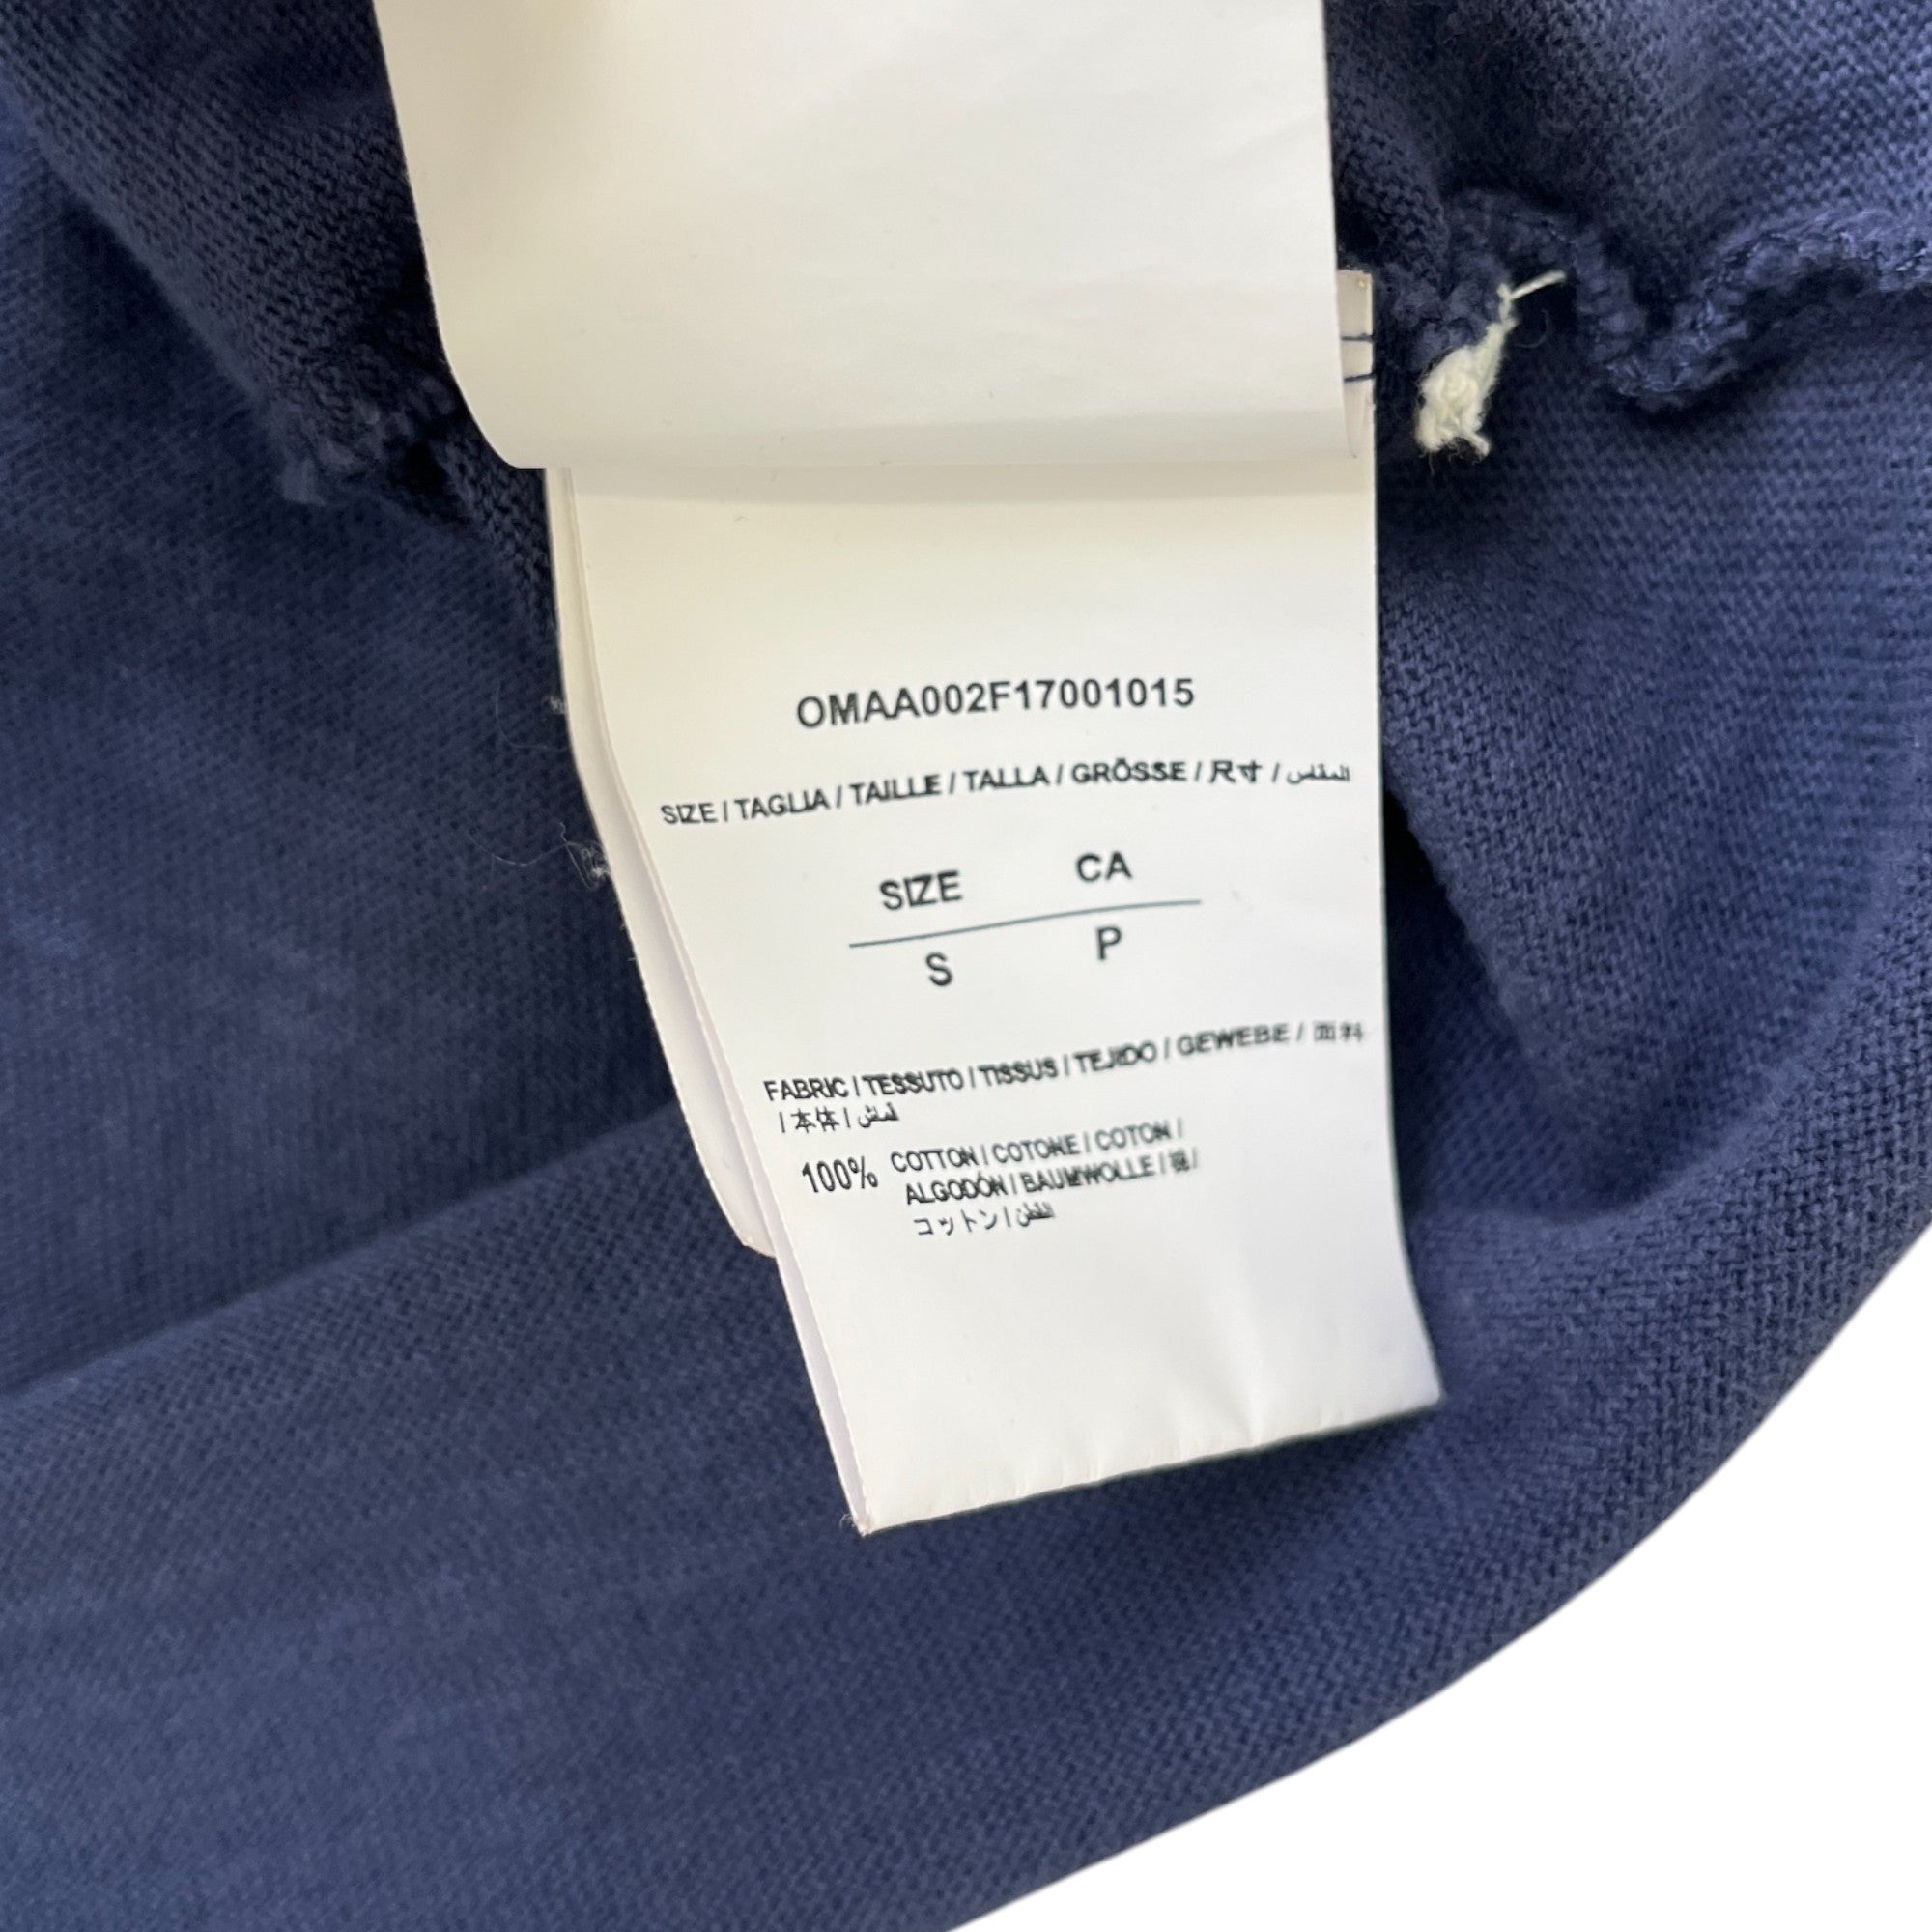 OMAA002F17001015
SIZE / TAGLIA / TAILLE / TALLA / GRÖSSE / 尺寸 / المقاس
SIZE CA
S P
FABRIC / TESSUTO / TISSUS / TEJIDO / GEWEBE / 面料
/ 本体 / قماش
100% COTTON / COTONE / COTON /
ALGODÓN / BAUMWOLLE / 棉 /
コットン / القطن